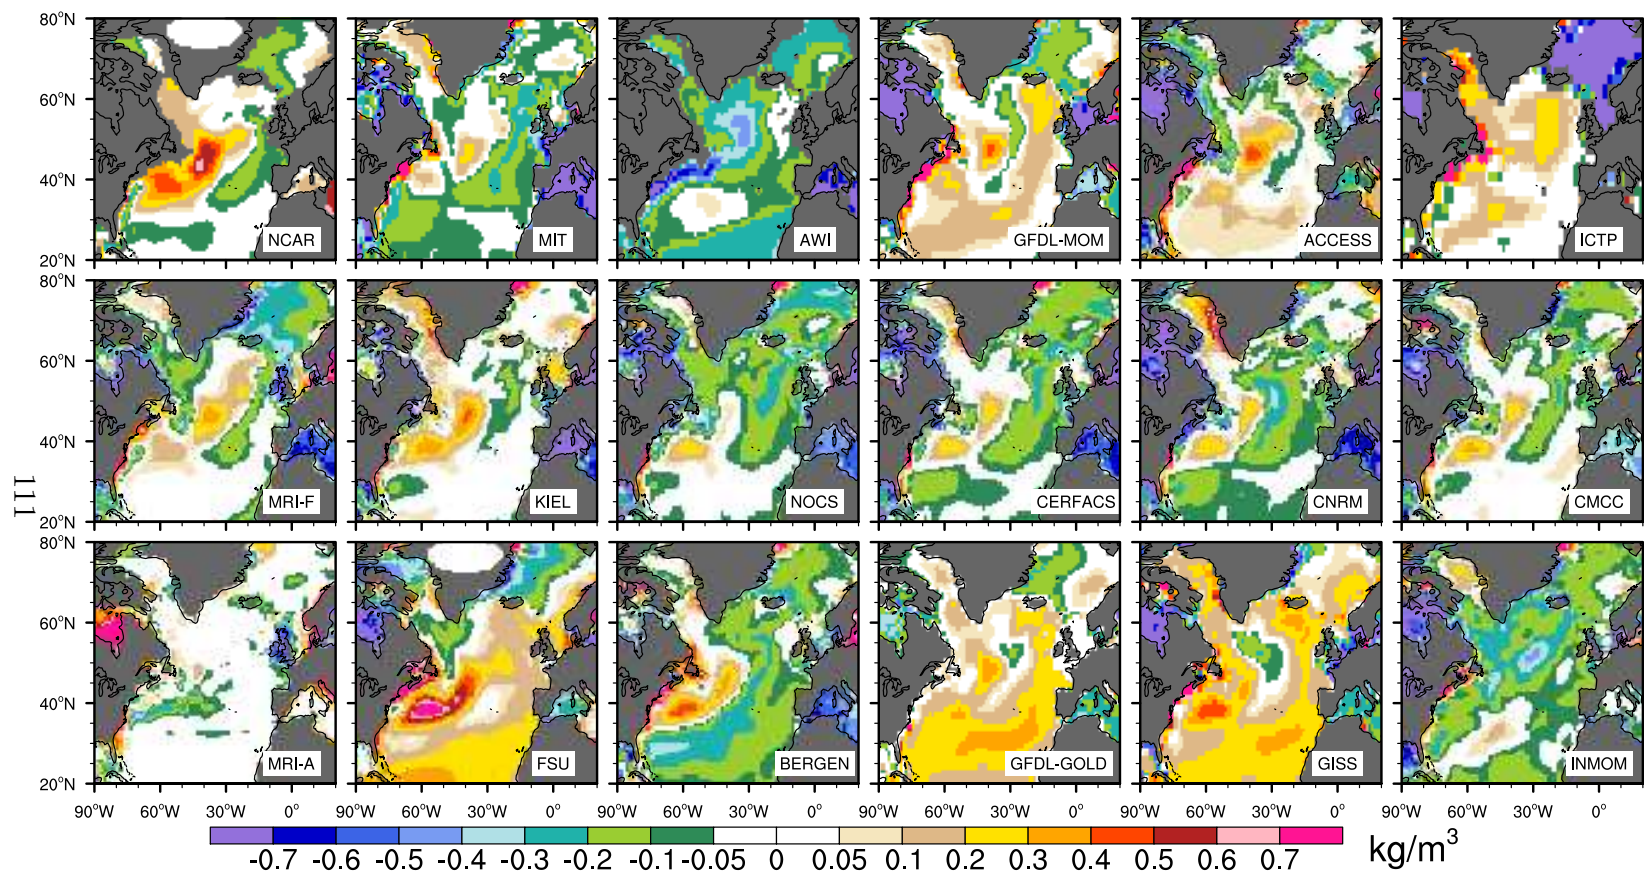 80°N
60°N
40°N
20°N
NCAR
MIT
AWI
GFDL-MOM
ACCESS
ICTP
80°N
60°N
40°N
20°N
MRI-F
KIEL
NOCS
CERFACS
CNRM
CMCC
111
80°N
60°N
40°N
20°N
MRI-A
FSU
BERGEN
GFDL-GOLD
GISS
INMOM
90°W 60°W 30°W 0° 90°W 60°W 30°W 0° 90°W 60°W 30°W 0° 90°W 60°W 30°W 0° 90°W 60°W 30°W 0° 90°W 60°W 30°W 0°
-0.7 -0.6 -0.5 -0.4 -0.3 -0.2 -0.1 -0.05 0 0.05 0.1 0.2 0.3 0.4 0.5 0.6 0.7 kg/m³